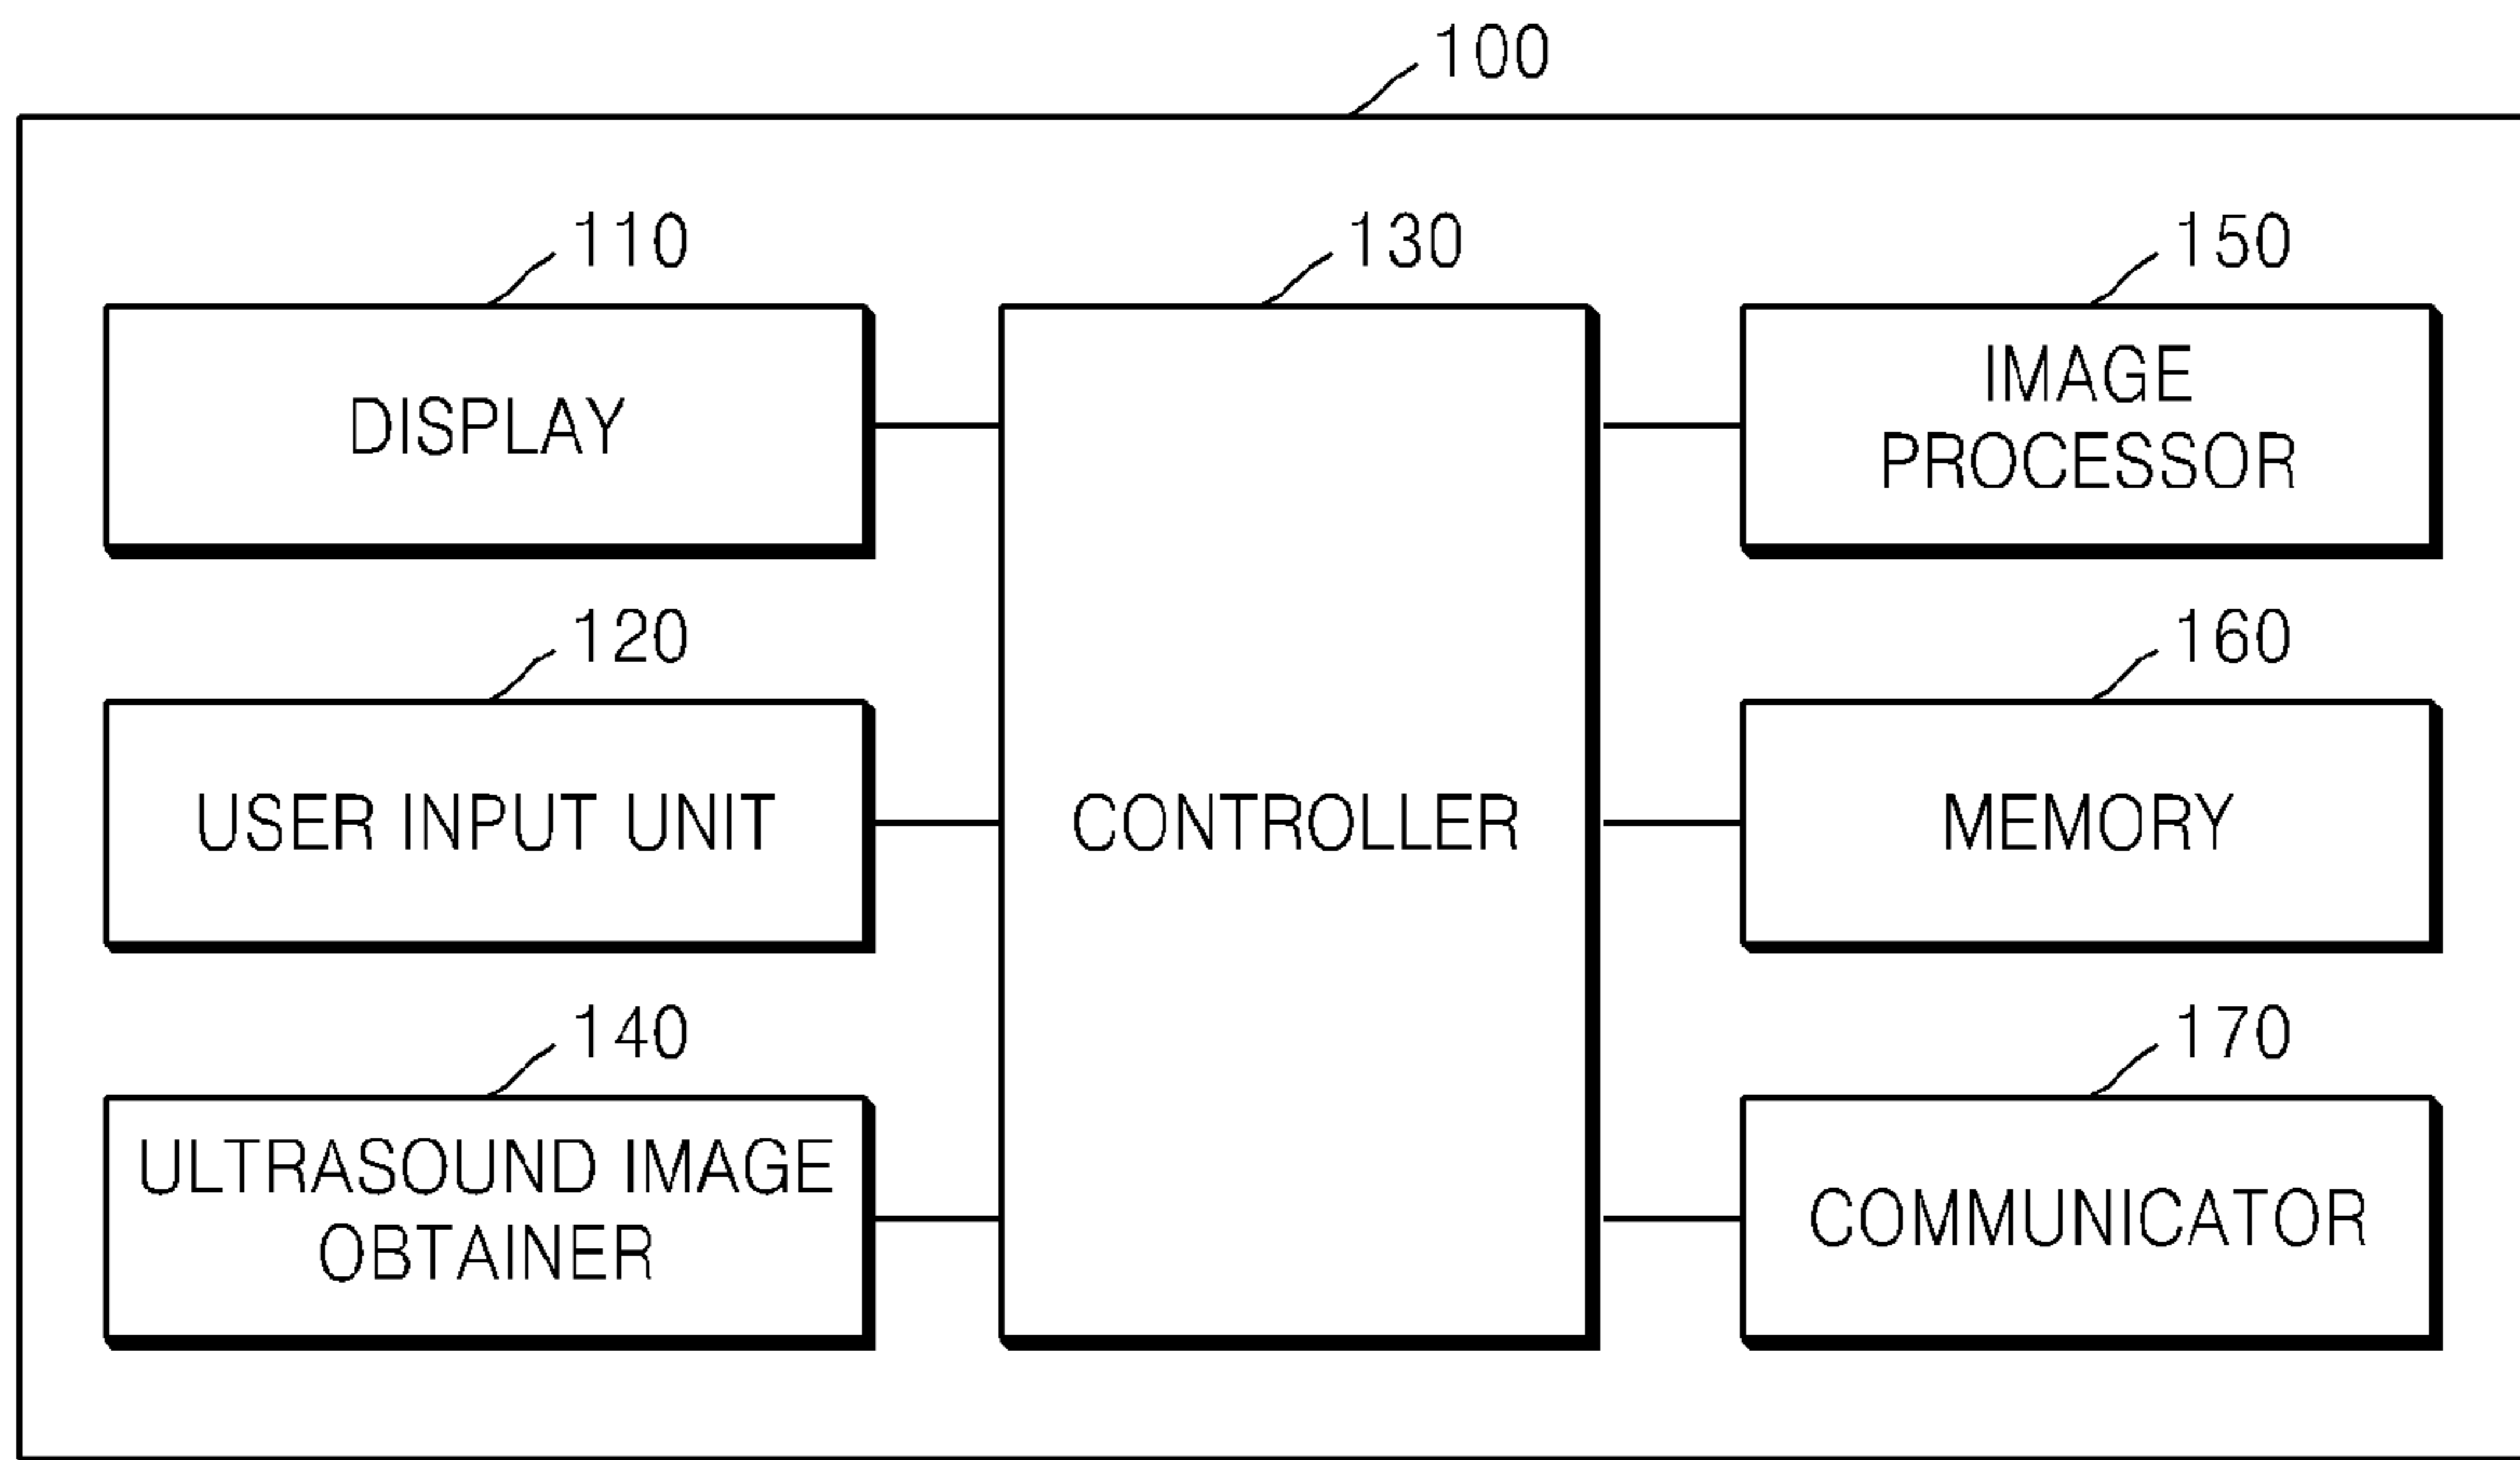 100
110
130
150
DISPLAY
IMAGE
PROCESSOR
120
160
USER INPUT UNIT
CONTROLLER
MEMORY
140
170
ULTRASOUND IMAGE
OBTAINER
COMMUNICATOR